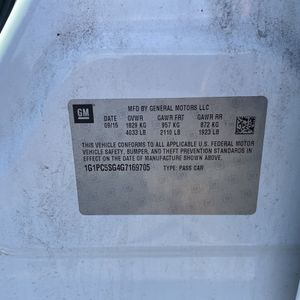 GM
MFD BY GENERAL MOTORS LLC
DATE GVWR GAWR FRT GAWR RR
09/15 1829 KG 957 KG 872 KG
4033 LB 2110 LB 1923 LB
THIS VEHICLE CONFORMS TO ALL APPLICABLE
U.S. FEDERAL MOTOR VEHICLE
SAFETY, BUMPER, AND THEFT PREVENTION
STANDARDS IN EFFECT ON THE
DATE OF MANUFACTURE SHOWN ABOVE.
1G1PC5SG4G7169705
TYPE: PASS CAR